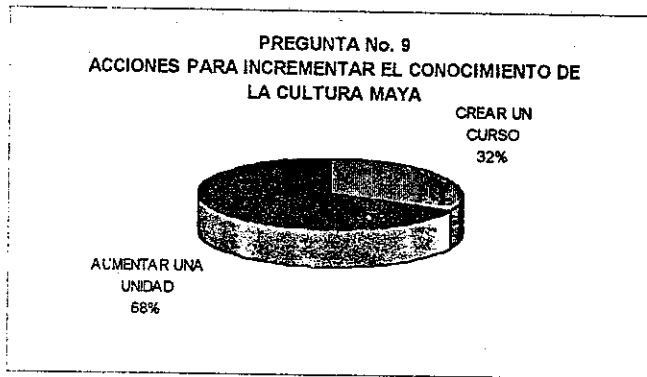 PREGUNTA No. 9
ACCIONES PARA INCREMENTAR EL CONOCIMIENTO DE
LA CULTURA MAYA
CREAR UN
CURSO
32%
AUMENTAR UNA
UNIDAD
68%